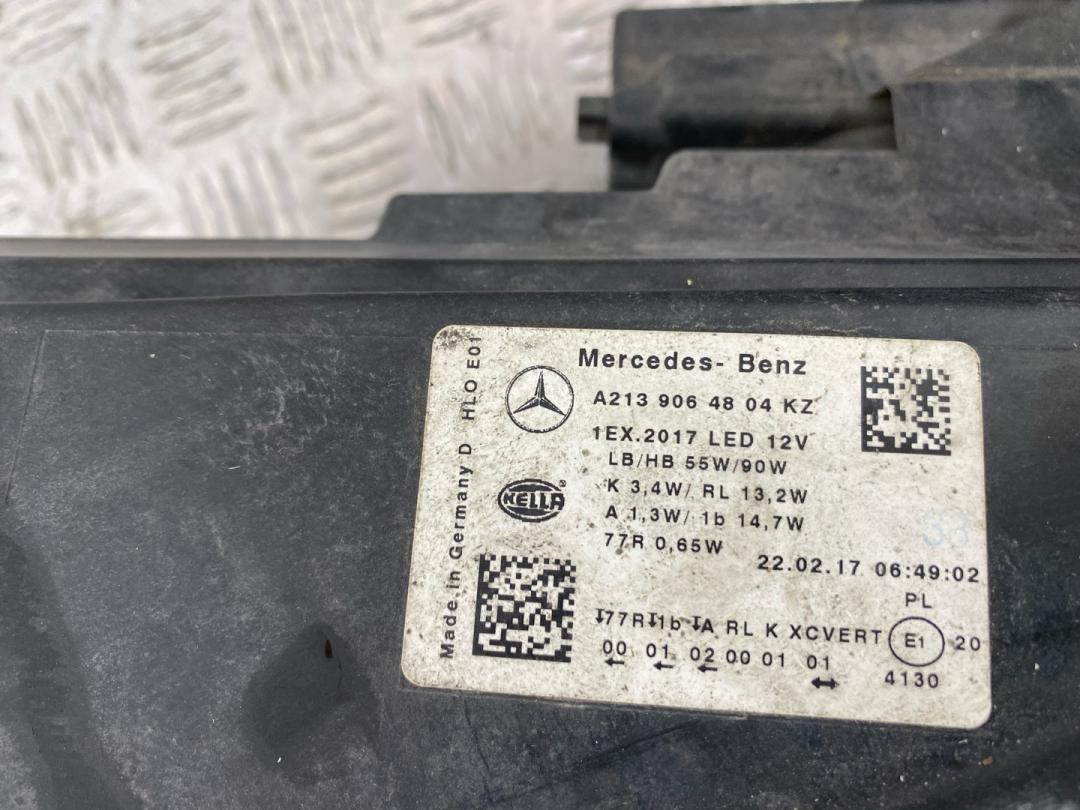 Mercedes- Benz
A213 906 48 04 KZ
1EX.2017 LED 12V
LB/HB 55W/90W
K 3,4W/ RL 13,2W
HELLA®
A 1,3W/ 1b 14,7W
77R 0,65W
33
22.02.17 06:49:02
PL
77R 1b A RL K XCVERT E1 20
00 01 02 00 01 01
4130
Made in Germany D HLO E01